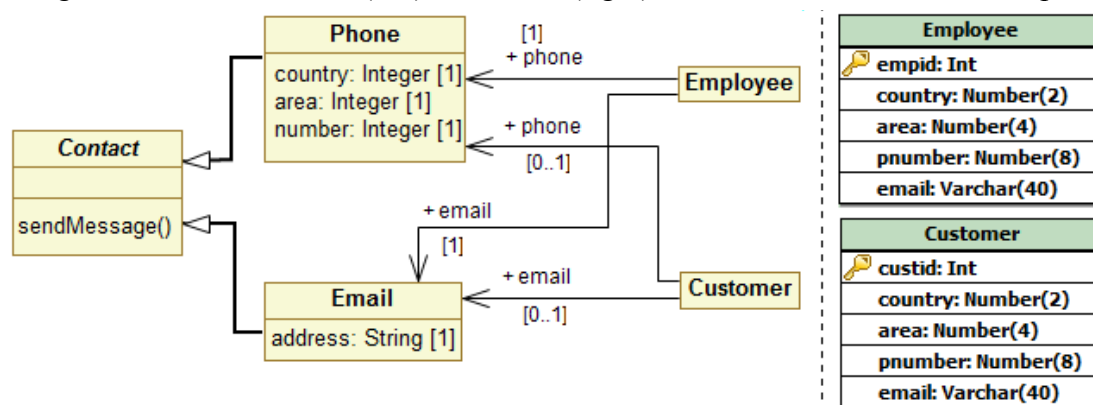 Phone
country: Integer [1]
area: Integer [1]
number: Integer [1]
[1]
+ phone
Employee
+ phone
[0..1]
Contact
sendMessage()
+ email
[1]
+ email
[0..1]
Customer
Email
address: String [1]
Employee
empid: Int
country: Number(2)
area: Number(4)
pnumber: Number(8)
email: Varchar(40)
Customer
custid: Int
country: Number(2)
area: Number(4)
pnumber: Number(8)
email: Varchar(40)